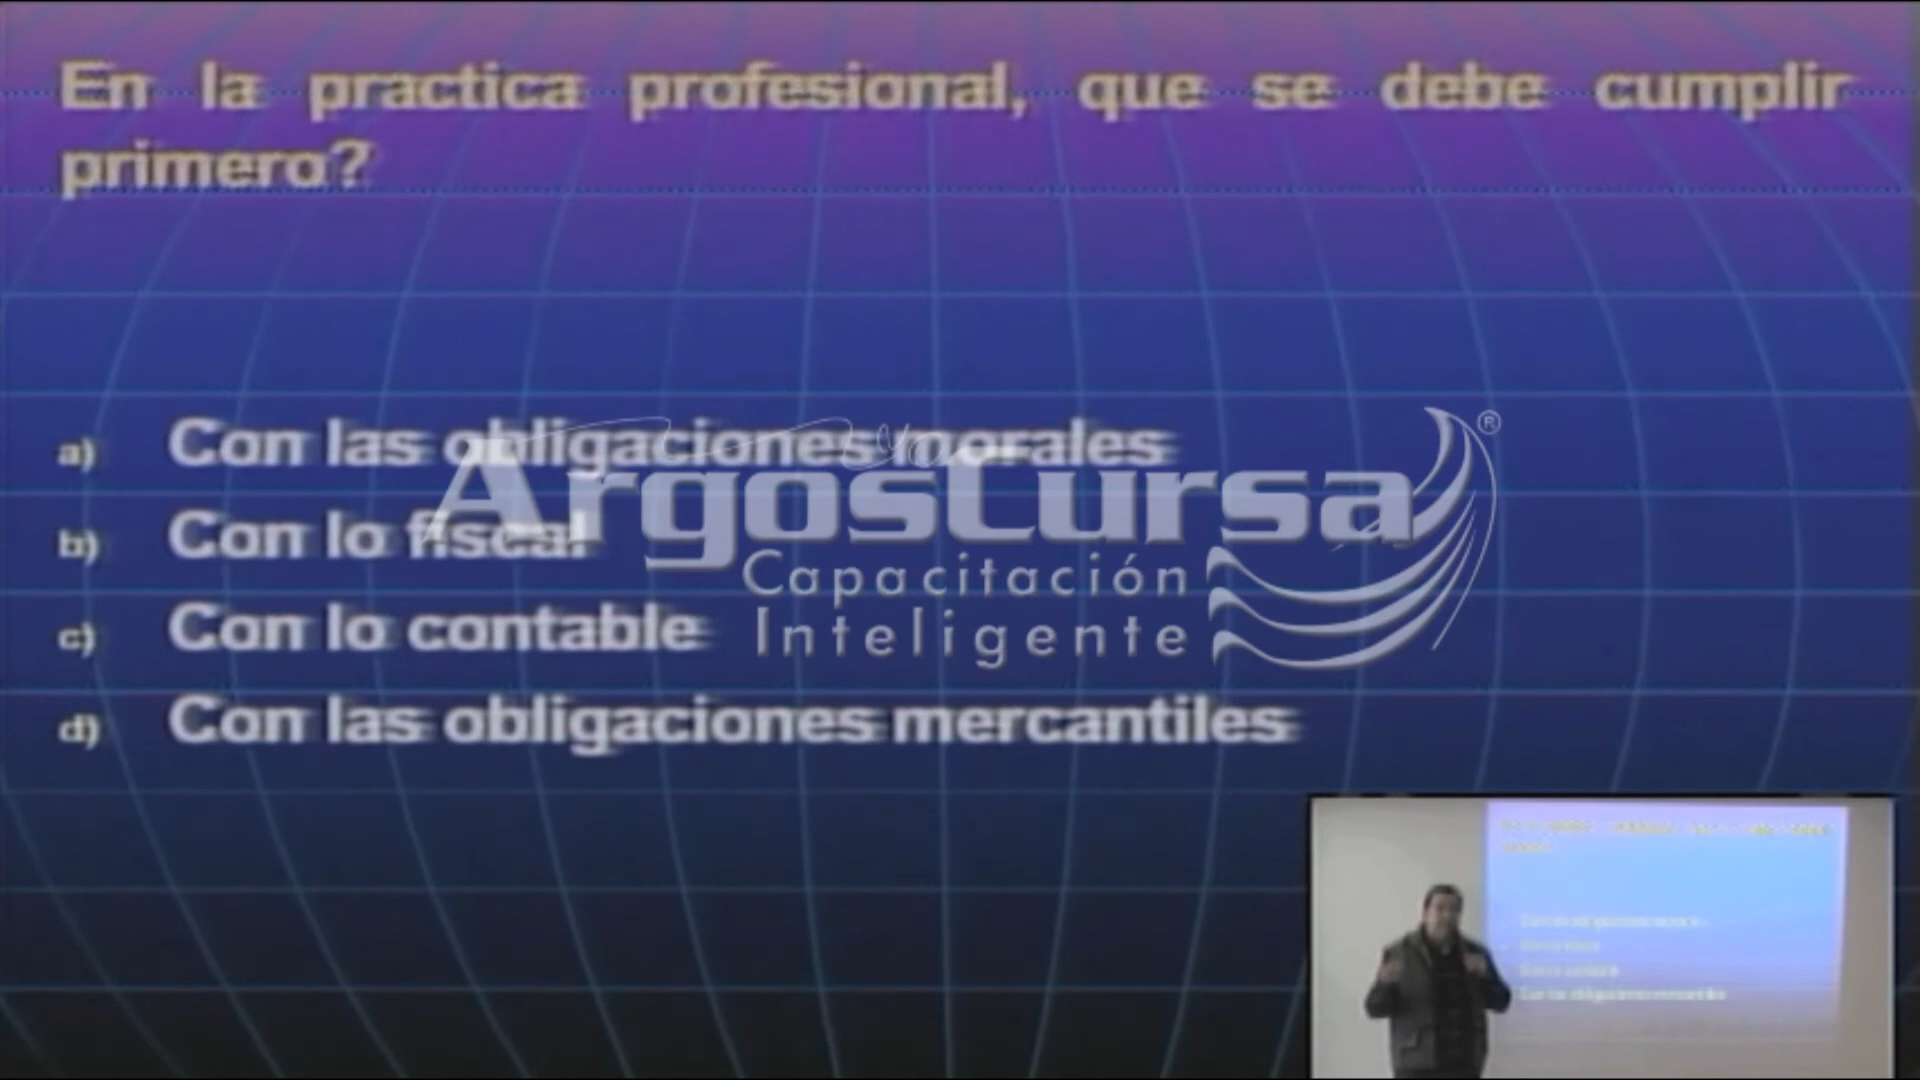 En la practica profesional, que se debe cumplir
primero?
a) Con las obligaciones morales
b) Con lo fiscal
c) Con lo contable
d) Con las obligaciones mercantiles
ArgosCursa ®
Capacitación
Inteligente